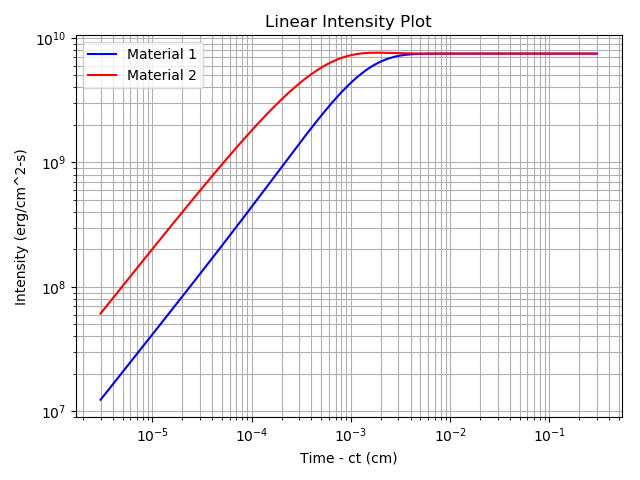 Linear Intensity Plot
Material 1
Material 2
Intensity (erg/cm^2-s)
10^10
10^9
10^8
10^7
10^-5
10^-4
10^-3
10^-2
10^-1
Time - ct (cm)